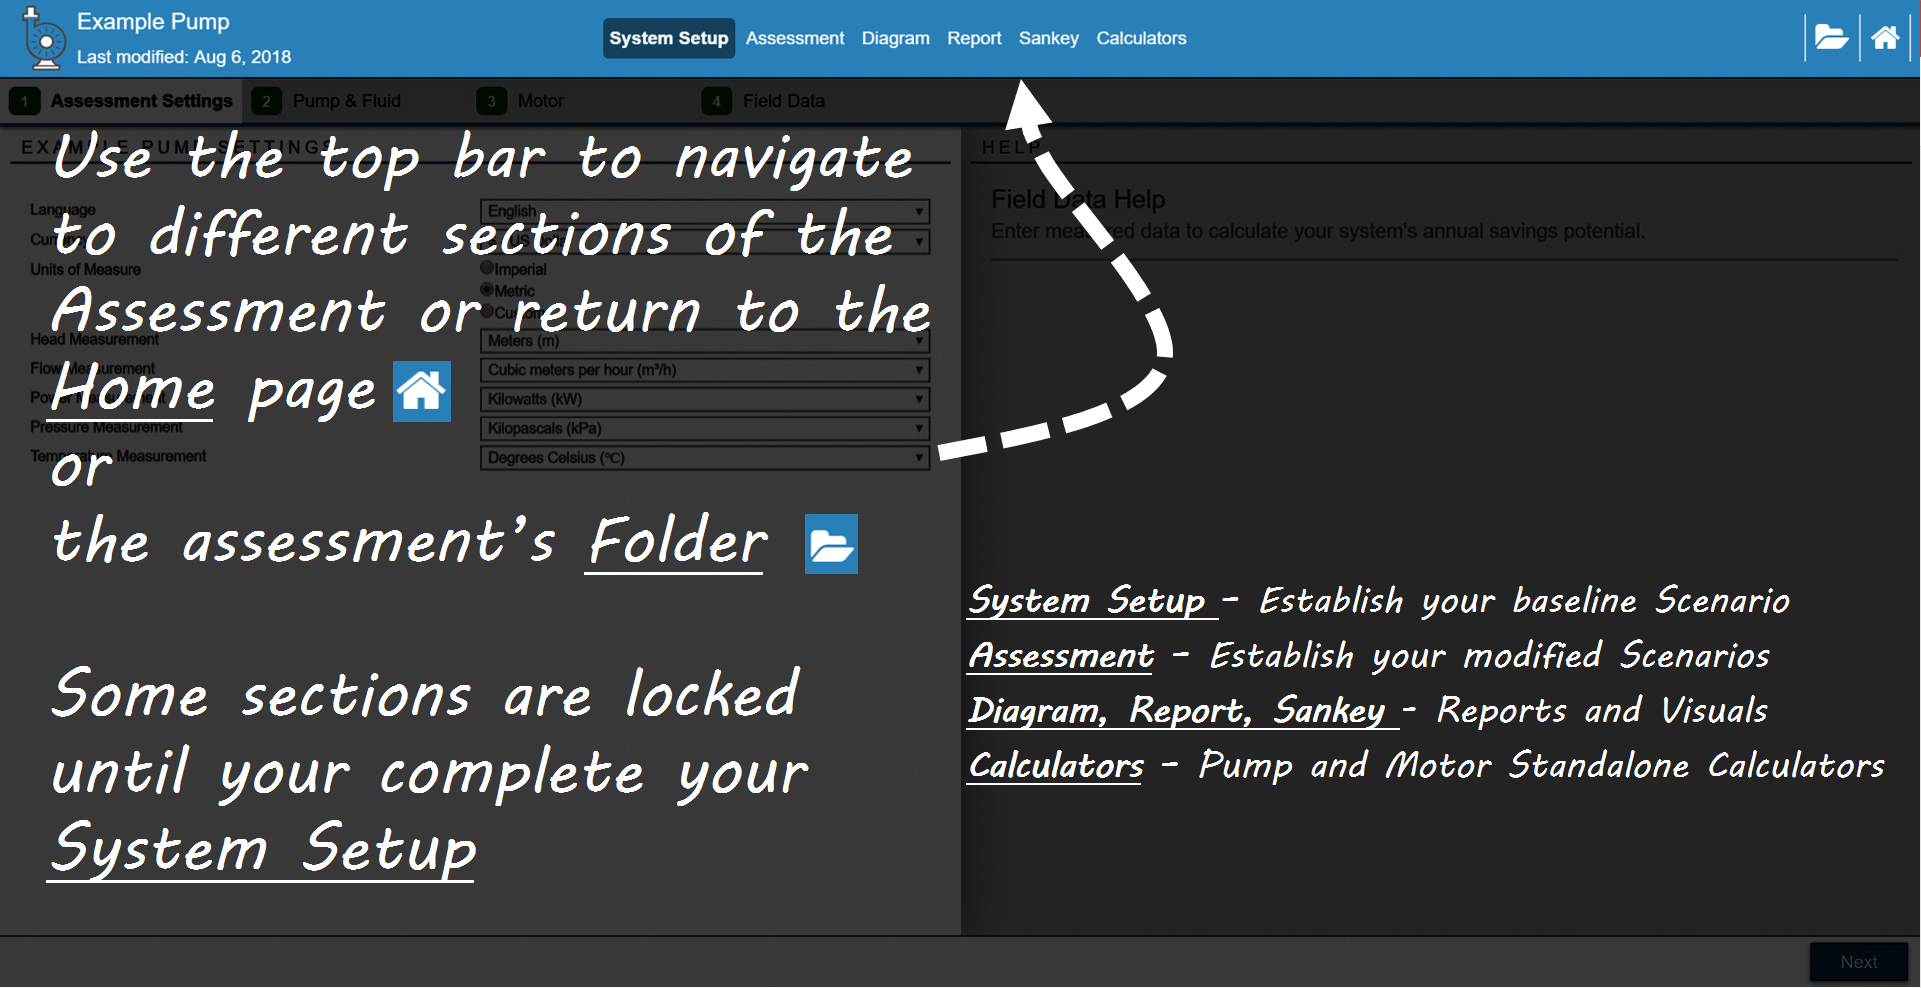 Example Pump
Last modified: Aug 6, 2018
System Setup Assessment Diagram Report Sankey Calculators
1 Assessment Settings 2 Pump & Fluid 3 Motor 4 Field Data
EXAMPLE PUMP SETTINGS
Language English
Currency
Units of Measure Imperial
Metric
Custom
Head Measurement Meters (m)
Flow Measurement Cubic meters per hour (m³/h)
Power Measurement Kilowatts (kW)
Pressure Measurement Kilopascals (kPa)
Temperature Measurement Degrees Celsius (°C)
Use the top bar to navigate
to different sections of the
Assessment or return to the
Home page
or
the assessment's Folder
Some sections are locked
until your complete your
System Setup
HELP
Field Data Help
Enter measured data to calculate your system's annual savings potential.
System Setup - Establish your baseline Scenario
Assessment - Establish your modified Scenarios
Diagram, Report, Sankey - Reports and Visuals
Calculators - Pump and Motor Standalone Calculators
Next